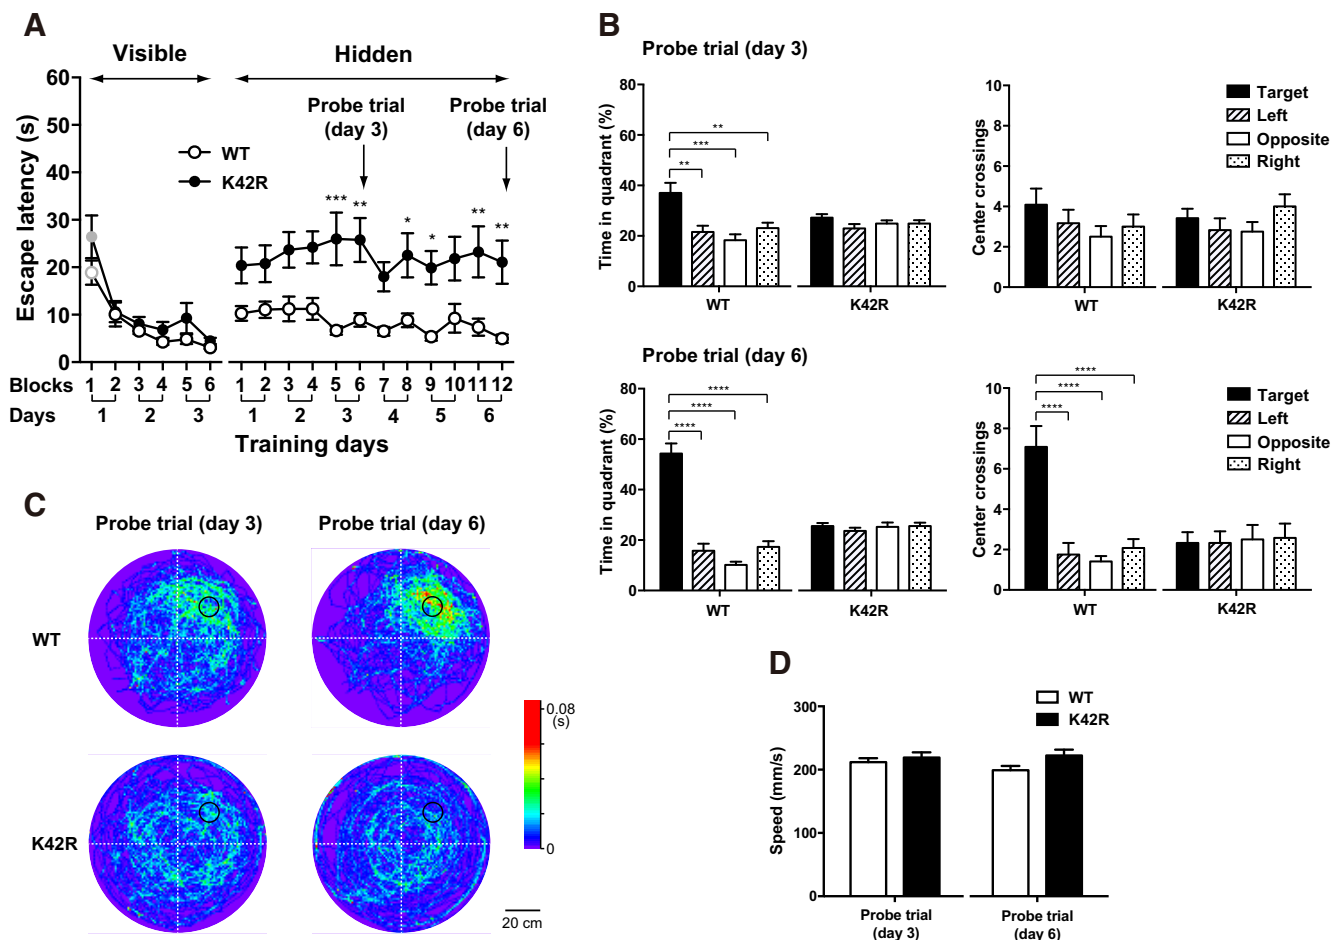 A
Visible
Hidden
Probe trial
(day 3)
Probe trial
(day 6)
WT
K42R
*** ** * * ** **
Escape latency (s)
60
50
40
30
20
10
0
Blocks 1 2 3 4 5 6 1 2 3 4 5 6 7 8 9 10 11 12
Days 1 2 3 1 2 3 4 5 6
Training days
B
Probe trial (day 3)
Time in quadrant (%)
80
60
40
20
0
**
***
**
WT K42R
Center crossings
10
8
6
4
2
0
Target
Left
Opposite
Right
WT K42R
Probe trial (day 6)
Time in quadrant (%)
80
60
40
20
0
****
****
****
WT K42R
Center crossings
10
8
6
4
2
0
****
****
****
Target
Left
Opposite
Right
WT K42R
C
Probe trial (day 3) Probe trial (day 6)
WT
K42R
0.08
(s)
0
20 cm
D
WT
K42R
Speed (mm/s)
300
200
100
0
Probe trial
(day 3)
Probe trial
(day 6)